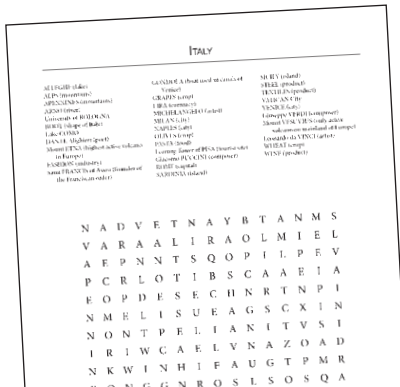 ITALY
ALLEGHE (lake)
ALPS (mountains)
APENNINES (mountains)
ARNO (river)
University of BOLOGNA
BOOT (shape of Italy)
Lake COMO
DANTE Alighieri (poet)
Mount ETNA (highest active volcano
in Europe)
FASHION (industry)
Saint FRANCIS of Assisi (founder of
the Franciscan order)
GONDOLA (boat used in canals of
Venice)
GRAPES (crop)
LIRA (currency)
MICHELANGELO (artist)
MILAN (city)
NAPLES (city)
OLIVES (crop)
PASTA (food)
Leaning Tower of PISA (tourist site)
Giacomo PUCCINI (composer)
ROME (capital)
SARDINIA (island)
SICILY (island)
STEEL (product)
TEXTILES (product)
VATICAN City
VENICE (city)
Giuseppe VERDI (composer)
Mount VESUVIUS (only active
volcano on mainland of Europe)
Leonardo da VINCI (artist)
WHEAT (crop)
WINE (product)
N A D V E T N A Y B T A N M S
V A R A A L I R A O L M I E L
A E P N N T S Q O P I L P E V
P C R L O T I B S C A A E I A
E O P D E S E C H N R T N P I
N M E L I S U E A G S C X I N
N O N T P E L I A N I T V S I
I R I W C A E L V N A Z O A D
N K W I N H I F A U G T P M R
O N G G N R O S L S O S Q A